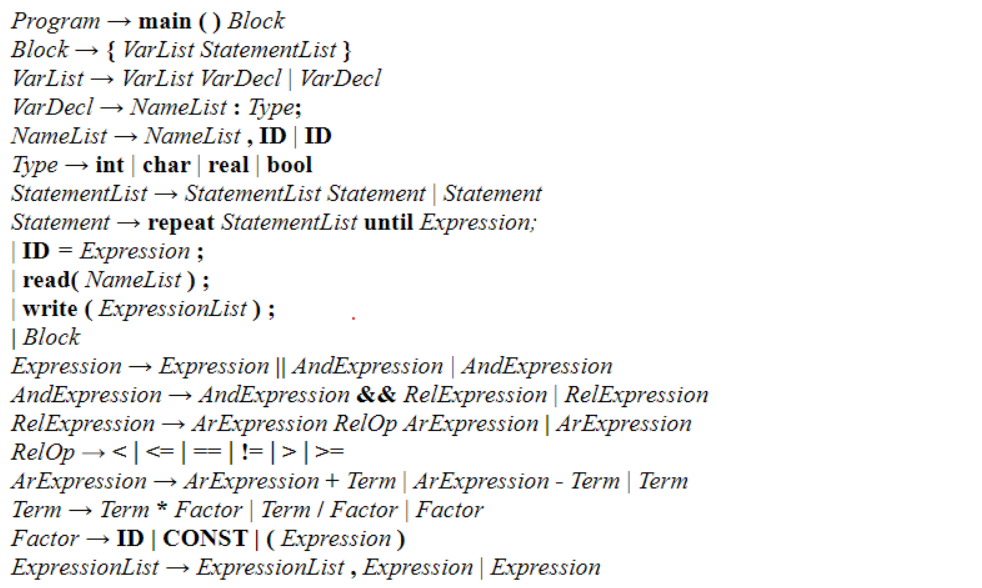 Program → main ( ) Block
Block → { VarList StatementList }
VarList → VarList VarDecl | VarDecl
VarDecl → NameList : Type;
NameList → NameList , ID | ID
Type → int | char | real | bool
StatementList → StatementList Statement | Statement
Statement → repeat StatementList until Expression;
| ID = Expression ;
| read( NameList ) ;
| write ( ExpressionList ) ;
| Block
Expression → Expression || AndExpression | AndExpression
AndExpression → AndExpression && RelExpression | RelExpression
RelExpression → ArExpression RelOp ArExpression | ArExpression
RelOp → < | <= | == | != | > | >=
ArExpression → ArExpression + Term | ArExpression - Term | Term
Term → Term * Factor | Term / Factor | Factor
Factor → ID | CONST | ( Expression )
ExpressionList → ExpressionList , Expression | Expression